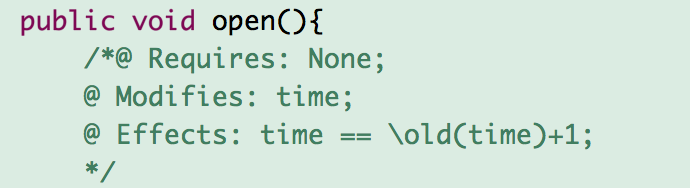 public void open(){
/*@ Requires: None;
@ Modifies: time;
@ Effects: time == \old(time)+1;
*/